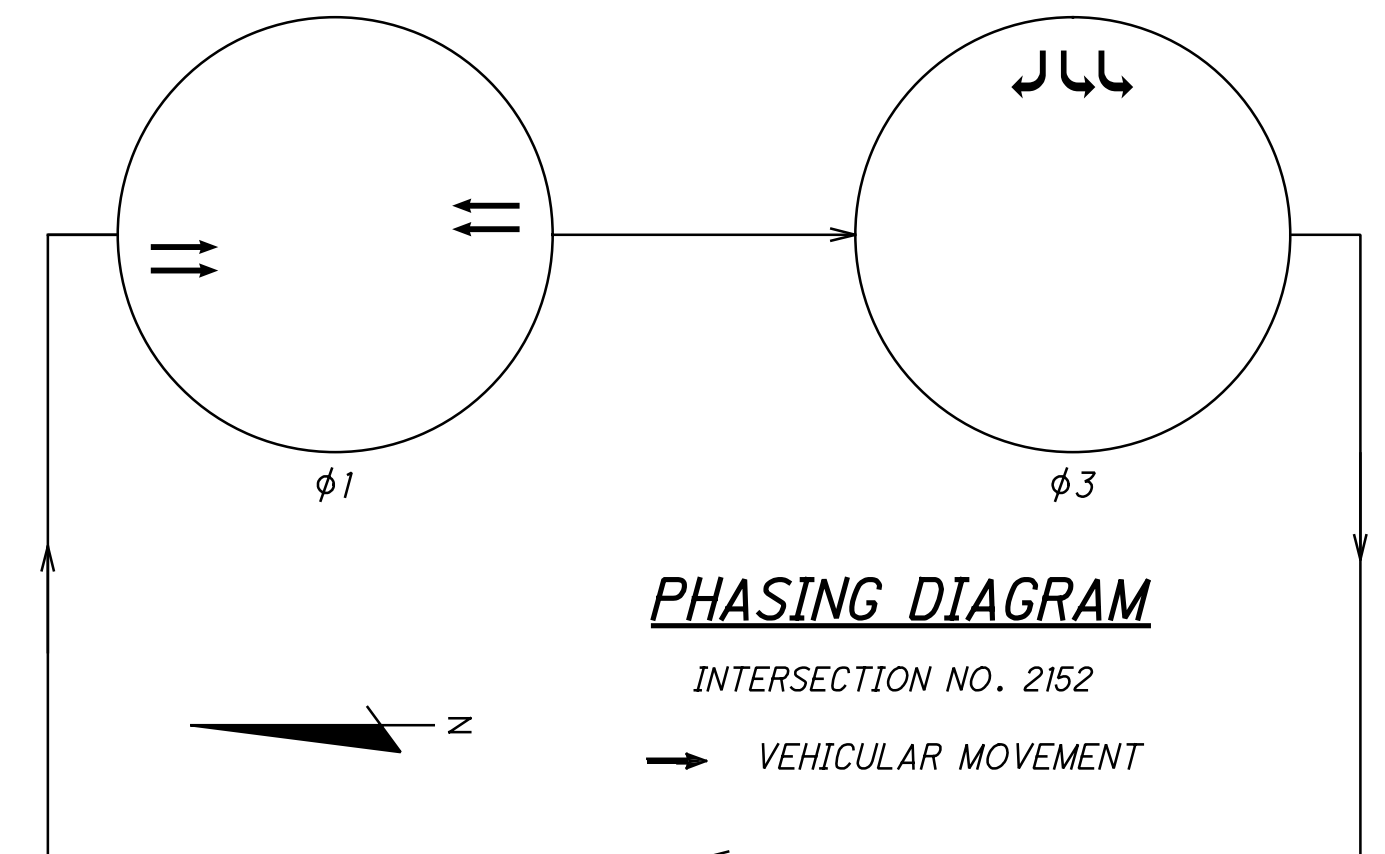 φ1
φ3
PHASING DIAGRAM
INTERSECTION NO. 2152
N
VEHICULAR MOVEMENT